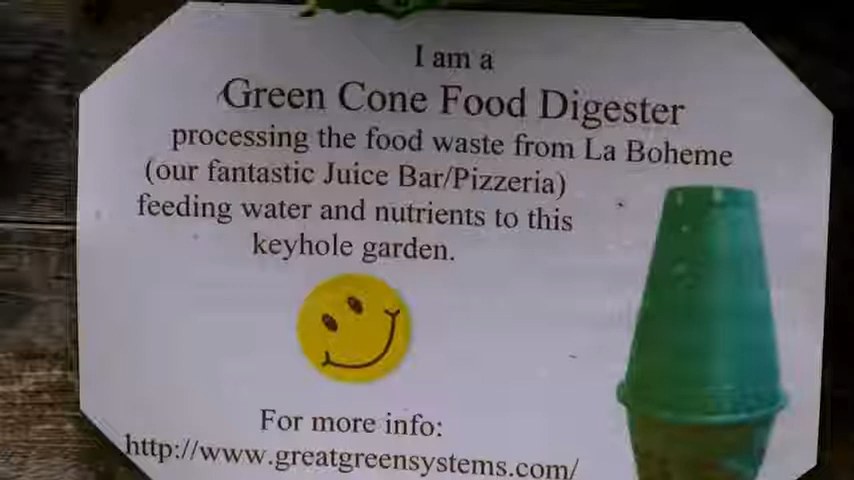 I am a
Green Cone Food Digester
processing the food waste from La Boheme
(our fantastic Juice Bar/Pizzeria)
feeding water and nutrients to this
keyhole garden.
For more info:
http://www.greatgreensystems.com/